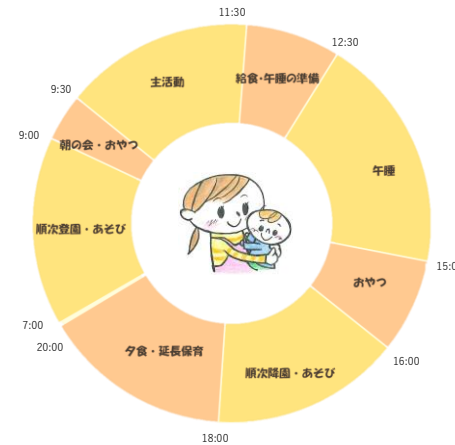 11:30
12:30
給食・午睡の準備
主活動
9:30
9:00
朝の会・おやつ
午睡
順次登園・あそび
15:0
おやつ
7:00
20:00
夕食・延長保育
16:00
順次降園・あそび
18:00